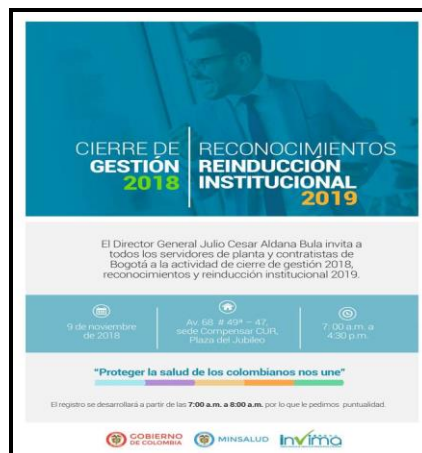 CIERRE DE
GESTIÓN
2018
RECONOCIMIENTOS
REINDUCCIÓN
INSTITUCIONAL
2019
El Director General Julio Cesar Aldana Bula invita a
todos los servidores de planta y contratistas de
Bogotá a la actividad de cierre de gestión 2018,
reconocimientos y reinducción institucional 2019.
9 de noviembre
de 2018
Av. 68 # 49ª – 47,
sede Compensar CUR,
Plaza del Jubileo
7: 00 a.m. a
4:30 p.m.
"Proteger la salud de los colombianos nos une"
El registro se desarrollará a partir de las 7:00 a.m. a 8:00 a.m. por lo que le pedimos puntualidad.
GOBIERNO
DE COLOMBIA
MINSALUD
invima